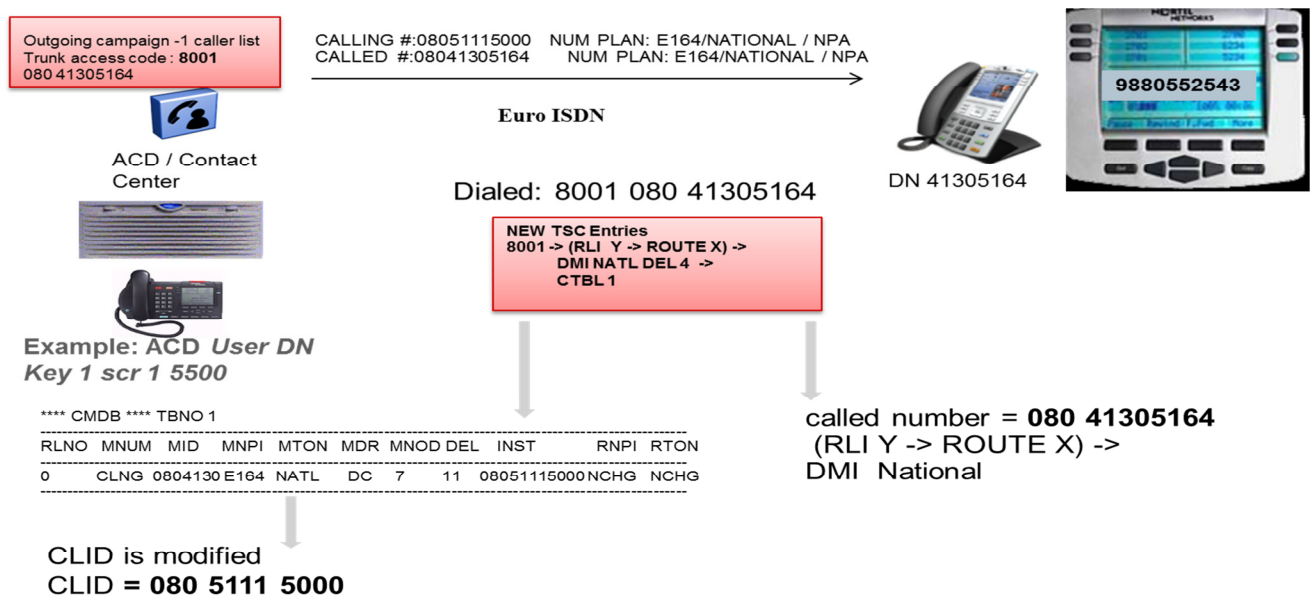 Outgoing campaign -1 caller list
Trunk access code : 8001
080 41305164
CALLING #:08051115000 NUM PLAN: E164/NATIONAL / NPA
CALLED #:08041305164 NUM PLAN: E164/NATIONAL / NPA
Euro ISDN
NORTEL
NETWORKS
9880552543
ACD / Contact
Center
DN 41305164
Dialed: 8001 080 41305164
NEW TSC Entries
8001 -> (RLI Y -> ROUTE X) ->
DMI NATL DEL 4 ->
CTBL 1
Example: ACD User DN
Key 1 scr 1 5500
**** CMDB **** TBNO 1
RLNO MNUM MID MNPI MTON MDR MNOD DEL INST RNPI RTON
0 CLNG 0804130 E164 NATL DC 7 11 08051115000 NCHG NCHG
called number = 080 41305164
(RLI Y -> ROUTE X) ->
DMI National
CLID is modified
CLID = 080 5111 5000